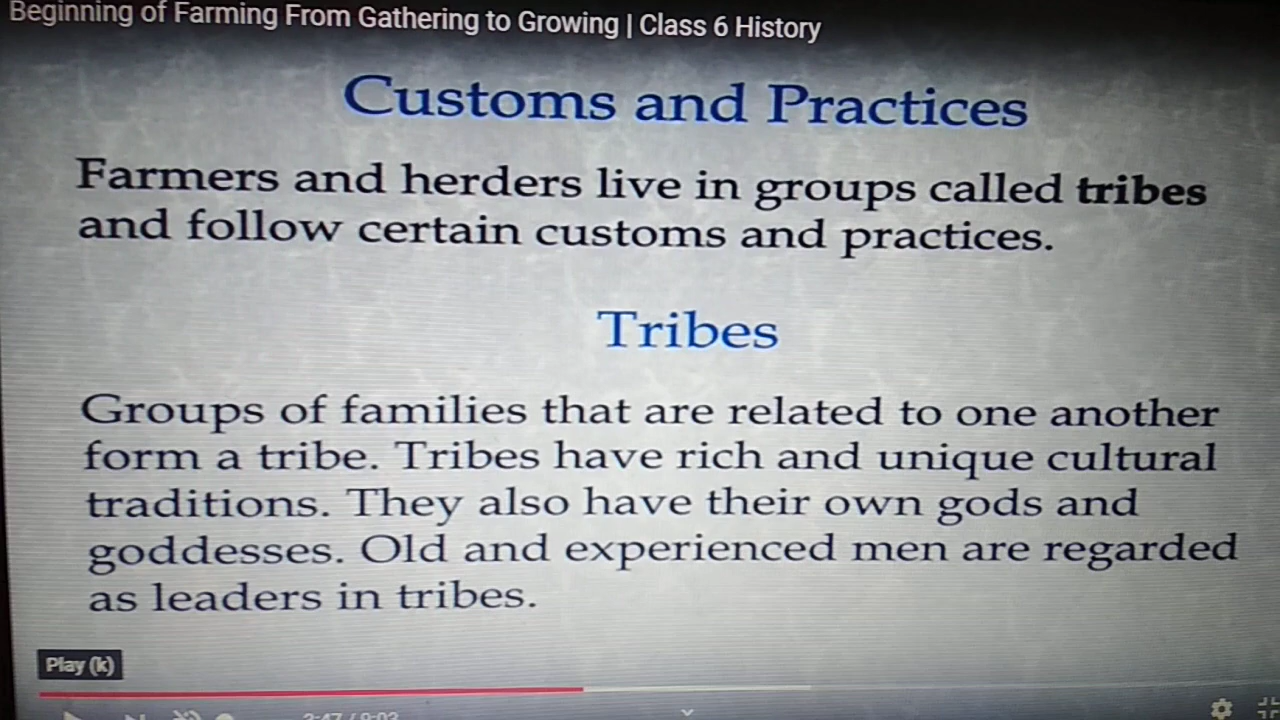 Beginning of Farming From Gathering to Growing | Class 6 History
Customs and Practices
Farmers and herders live in groups called tribes
and follow certain customs and practices.
Tribes
Groups of families that are related to one another
form a tribe. Tribes have rich and unique cultural
traditions. They also have their own gods and
goddesses. Old and experienced men are regarded
as leaders in tribes.
Play (k)